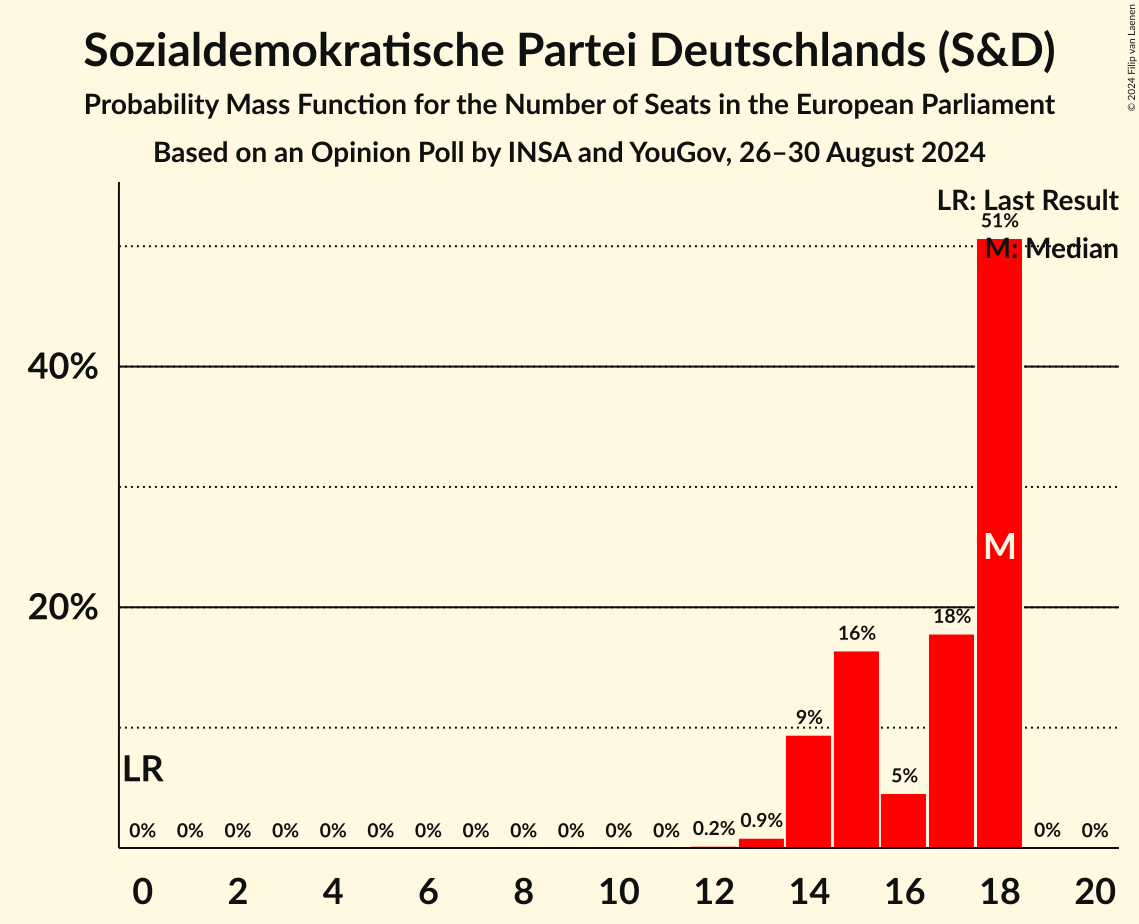 Sozialdemokratische Partei Deutschlands (S&D)
Probability Mass Function for the Number of Seats in the European Parliament
Based on an Opinion Poll by INSA and YouGov, 26–30 August 2024
© 2024 Filip van Laenen
LR: Last Result
M: Median
40%
20%
LR
M
0% 0% 0% 0% 0% 0% 0% 0% 0% 0% 0% 0% 0.2% 0.9% 9% 16% 5% 18% 51% 0% 0%
0 2 4 6 8 10 12 14 16 18 20